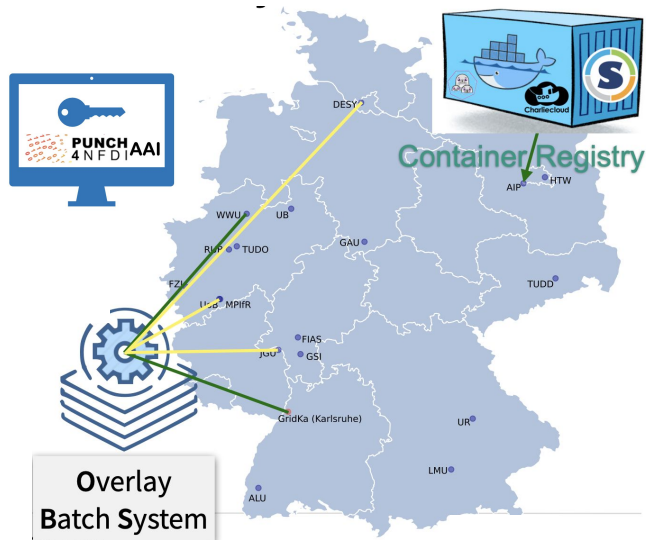 DESY
Charliecloud
S
PUNCH
4NFDI AAI
Container Registry
AIP
HTW
WWU
UB
RUB
TUDO
GAU
FZJ
TUDD
UoB
MPIfR
FIAS
JGU
GSI
GridKa (Karlsruhe)
UR
LMU
ALU
Overlay
Batch System